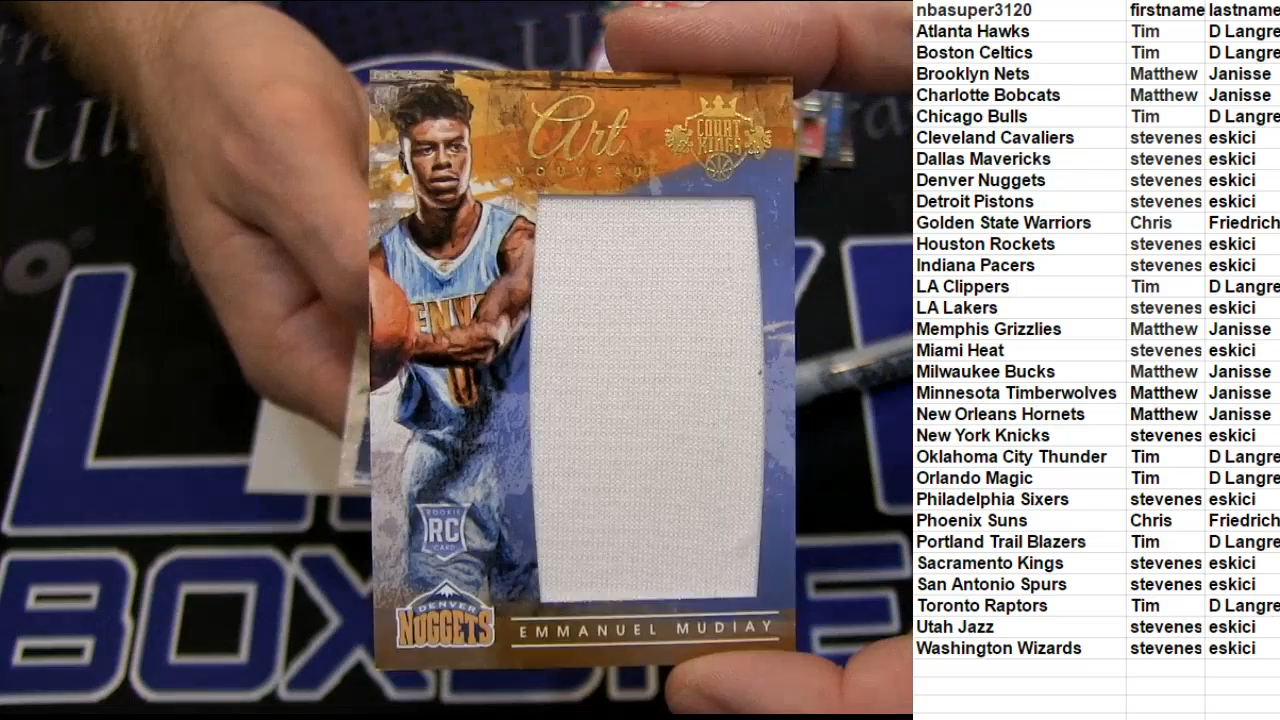 Art
NOUVEAU
COURT
KINGS
ROOKIE
RC
CARD
DENVER
NUGGETS
EMMANUEL MUDIAY
nbasuper3120 firstname lastname
Atlanta Hawks Tim D Langre
Boston Celtics Tim D Langre
Brooklyn Nets Matthew Janisse
Charlotte Bobcats Matthew Janisse
Chicago Bulls Tim D Langre
Cleveland Cavaliers stevenes eskici
Dallas Mavericks stevenes eskici
Denver Nuggets stevenes eskici
Detroit Pistons stevenes eskici
Golden State Warriors Chris Friedrich
Houston Rockets stevenes eskici
Indiana Pacers stevenes eskici
LA Clippers Tim D Langre
LA Lakers stevenes eskici
Memphis Grizzlies Matthew Janisse
Miami Heat stevenes eskici
Milwaukee Bucks Matthew Janisse
Minnesota Timberwolves Matthew Janisse
New Orleans Hornets Matthew Janisse
New York Knicks stevenes eskici
Oklahoma City Thunder Tim D Langre
Orlando Magic Tim D Langre
Philadelphia Sixers stevenes eskici
Phoenix Suns Chris Friedrich
Portland Trail Blazers Tim D Langre
Sacramento Kings stevenes eskici
San Antonio Spurs stevenes eskici
Toronto Raptors Tim D Langre
Utah Jazz stevenes eskici
Washington Wizards stevenes eskici